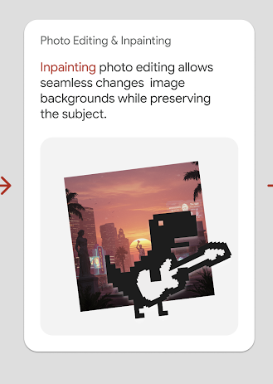 Photo Editing & Inpainting
Inpainting photo editing allows
seamless changes image
backgrounds while preserving
the subject.